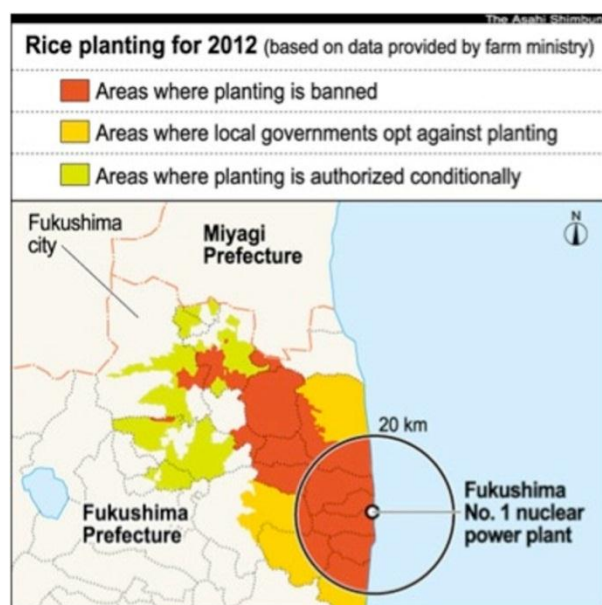 The Asahi Shimbun
Rice planting for 2012 (based on data provided by farm ministry)
Areas where planting is banned
Areas where local governments opt against planting
Areas where planting is authorized conditionally
Fukushima
city
Miyagi
Prefecture
N
20 km
Fukushima
No. 1 nuclear
power plant
Fukushima
Prefecture